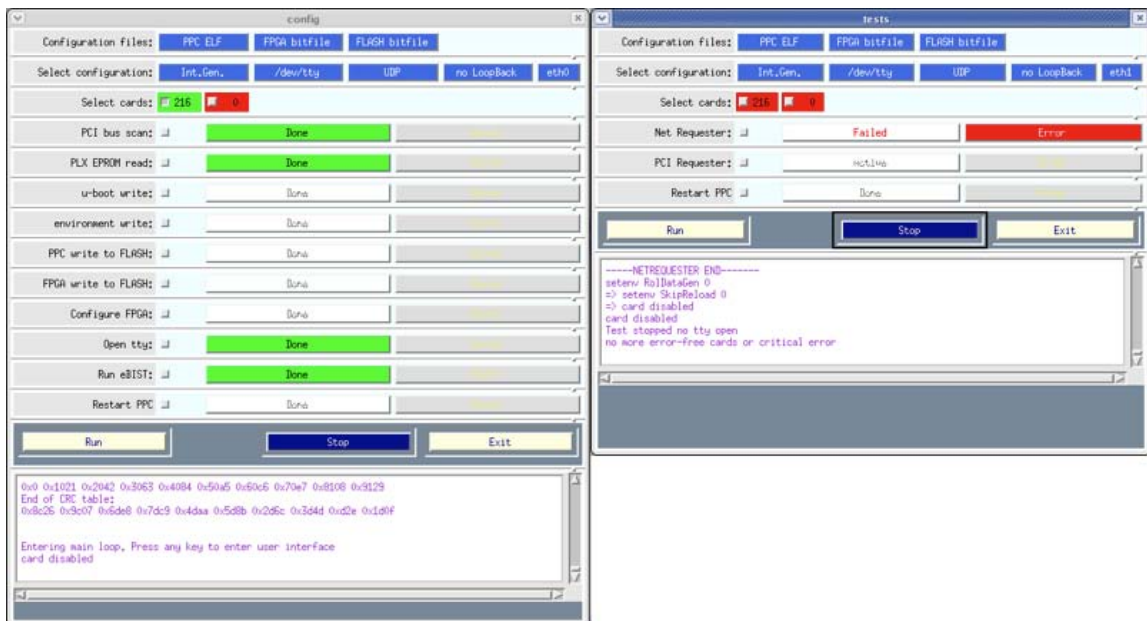 config
Configuration files: PPC ELF FPGA bitfile FLASH bitfile
Select configuration: Int.Gen. /dev/tty UDP no LoopBack eth0
Select cards: 216 0
PCI bus scan: Done
PLX EPROM read: Done
u-boot write: Done
environment write: Done
PPC write to FLASH: Done
FPGA write to FLASH: Done
Configure FPGA: Done
Open tty: Done
Run eBIST: Done
Restart PPC Done
Run Stop Exit
0x0 0x1021 0x2042 0x3063 0x4084 0x50a5 0x60c6 0x70e7 0x8108 0x9129
End of CRC table:
0x8c26 0x9c07 0x6de8 0x7dc9 0x4daa 0x5d8b 0x2d6c 0x3d4d 0xd2e 0x1d0f
Entering main loop, Press any key to enter user interface
card disabled
tests
Configuration files: PPC ELF FPGA bitfile FLASH bitfile
Select configuration: Int.Gen. /dev/tty UDP no LoopBack eth1
Select cards: 216 0
Net Requester: Failed Error
PCI Requester: Active
Restart PPC Done
Run Stop Exit
-----NETREQUESTER END-------
setenv RolDataGen 0
=> setenv SkipReload 0
=> card disabled
card disabled
Test stopped no tty open
no more error-free cards or critical error